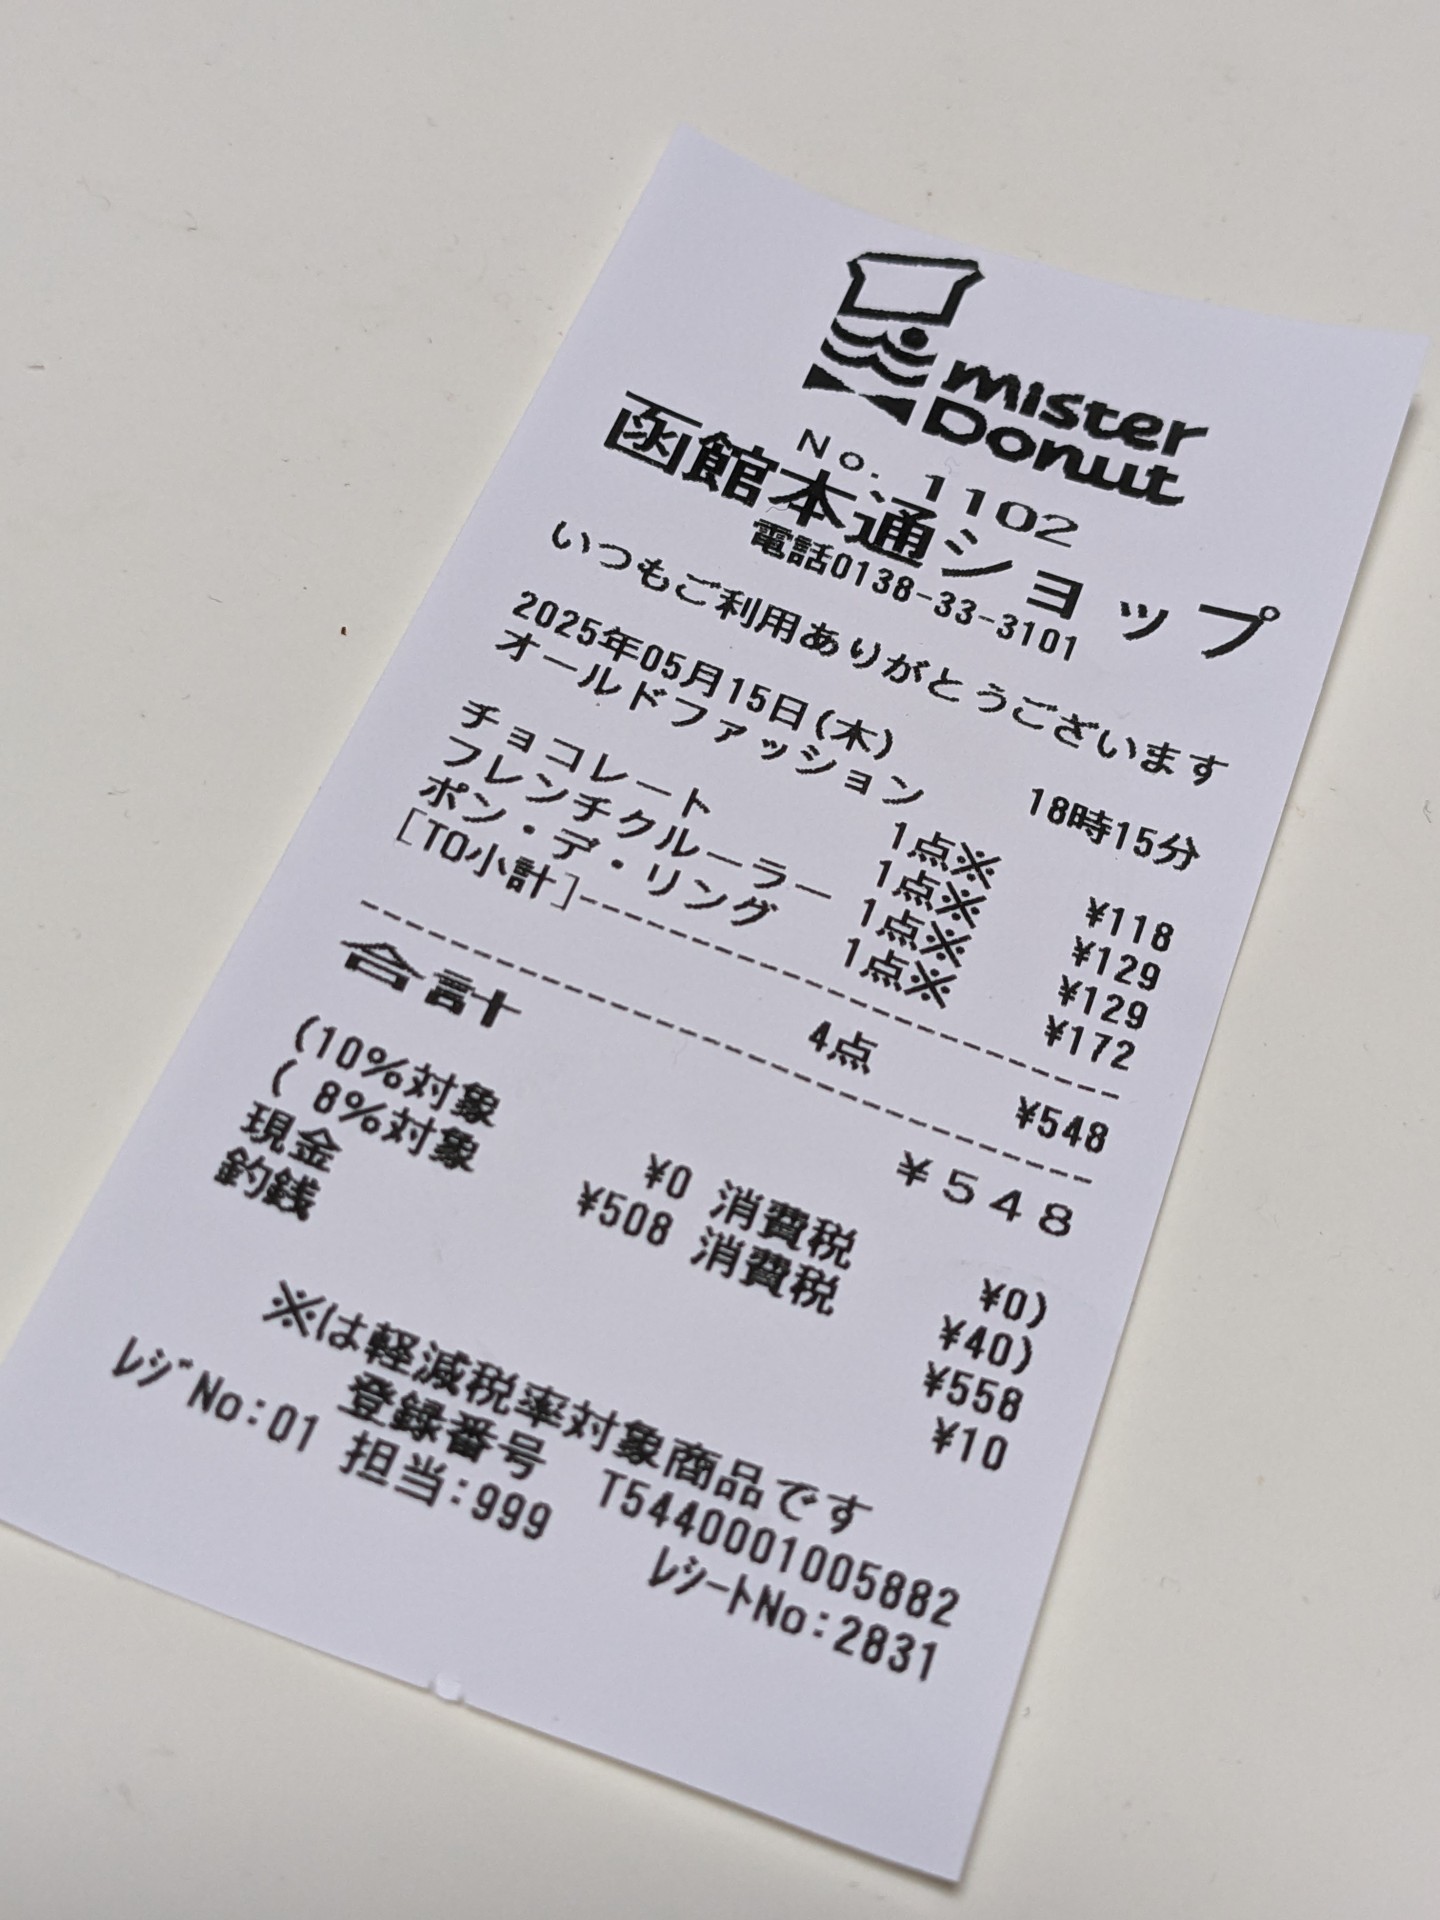 mister
Donut
No. 1102
函館本通ショップ
電話0138-33-3101
いつもご利用ありがとうございます
2025年05月15日(木) 18時15分
オールドファッション 1点※ ¥118
チョコレート 1点※ ¥129
フレンチクルーラー 1点※ ¥129
ポン・デ・リング 1点※ ¥172
[TO小計] 4点 ¥548
合計 ¥548
(10%対象 ¥0 消費税 ¥0)
( 8%対象 ¥508 消費税 ¥40)
現金 ¥558
釣銭 ¥10
※は軽減税率対象商品です
登録番号 T5440001005882
レジNo:01 担当:999 レシートNo:2831